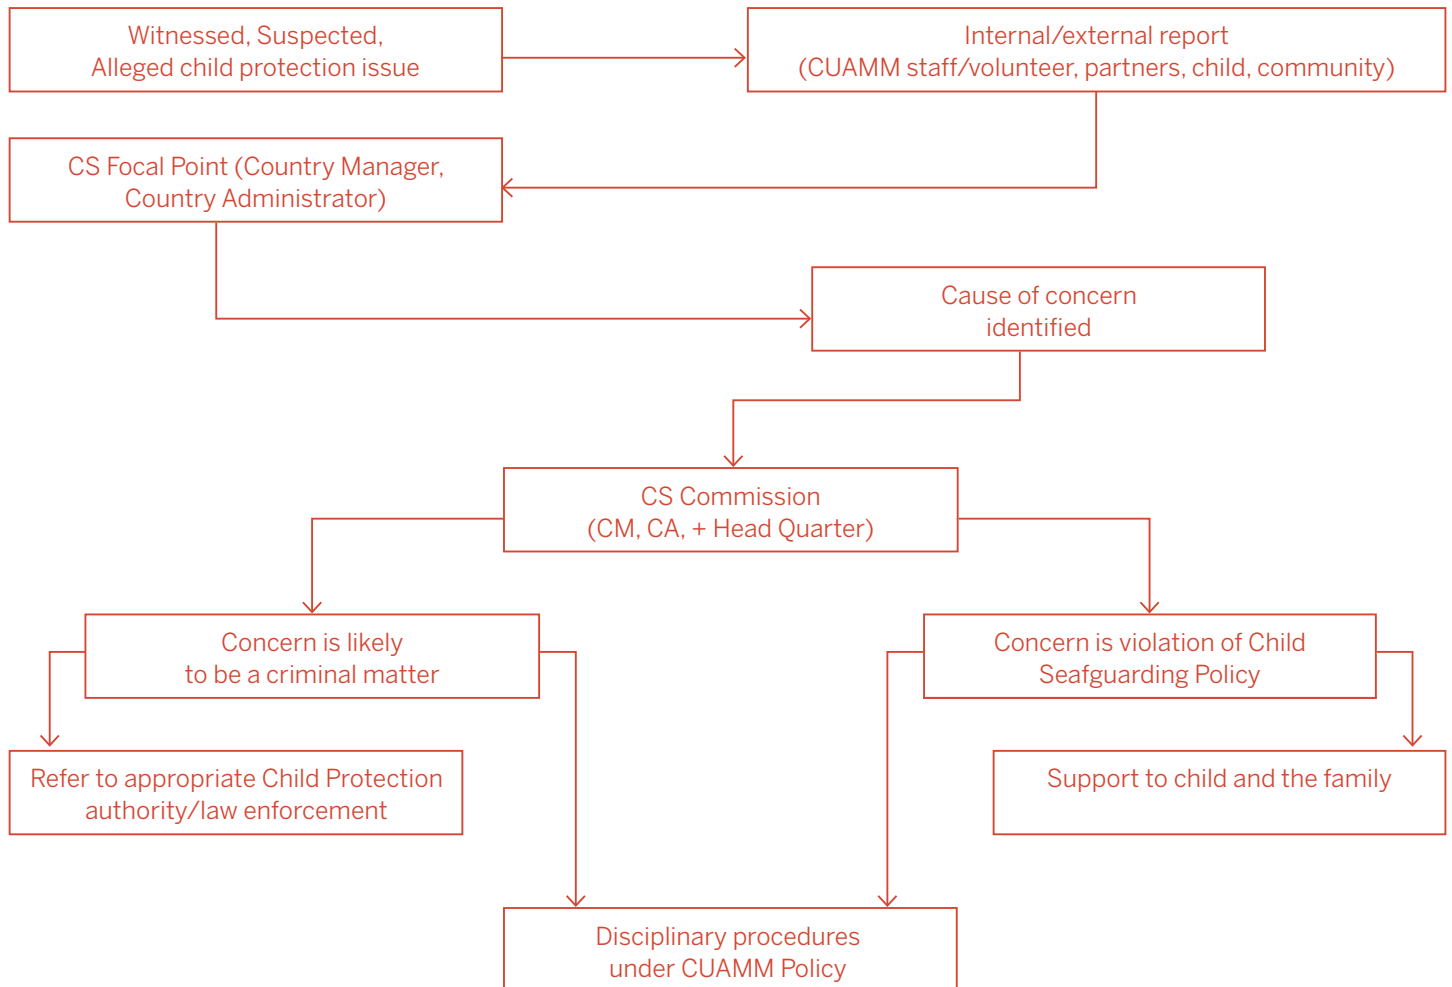 Witnessed, Suspected,
Alleged child protection issue
Internal/external report
(CUAMM staff/volunteer, partners, child, community)
CS Focal Point (Country Manager,
Country Administrator)
Cause of concern
identified
CS Commission
(CM, CA, + Head Quarter)
Concern is likely
to be a criminal matter
Concern is violation of Child
Seafguarding Policy
Refer to appropriate Child Protection
authority/law enforcement
Support to child and the family
Disciplinary procedures
under CUAMM Policy